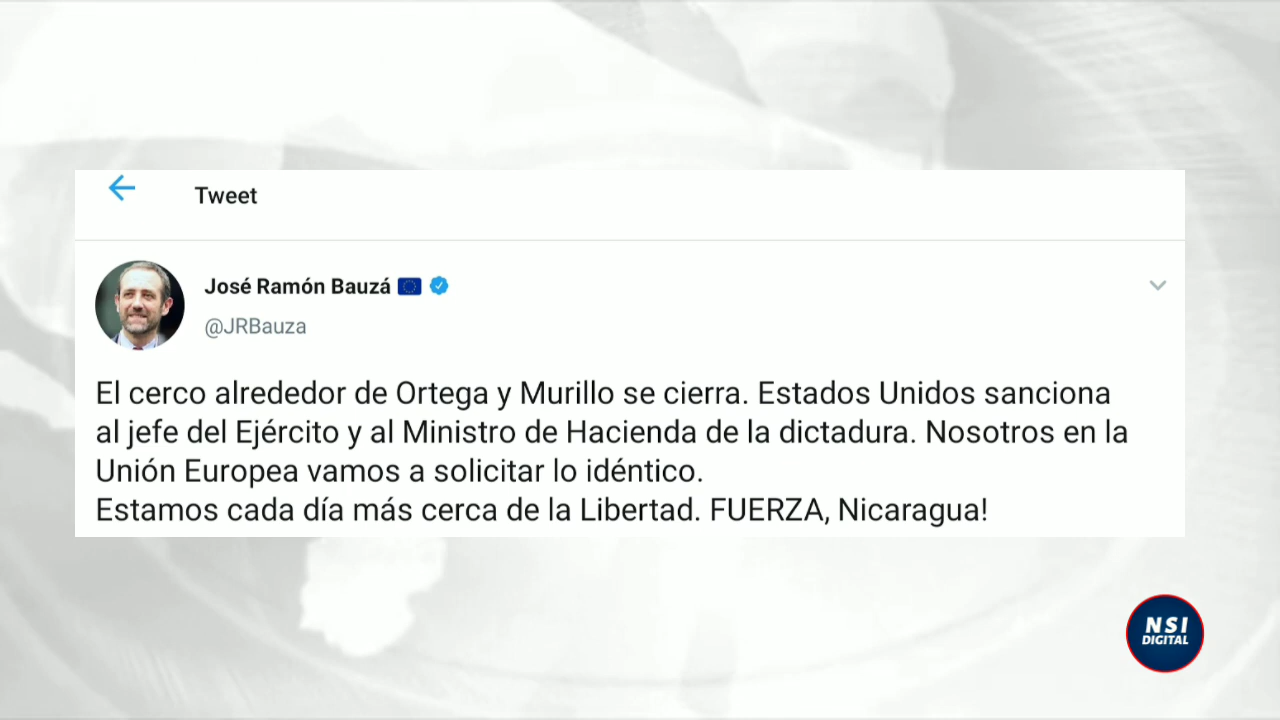 Tweet
José Ramón Bauzá
@JRBauza
El cerco alrededor de Ortega y Murillo se cierra. Estados Unidos sanciona
al jefe del Ejército y al Ministro de Hacienda de la dictadura. Nosotros en la
Unión Europea vamos a solicitar lo idéntico.
Estamos cada día más cerca de la Libertad. FUERZA, Nicaragua!
NSI
DIGITAL